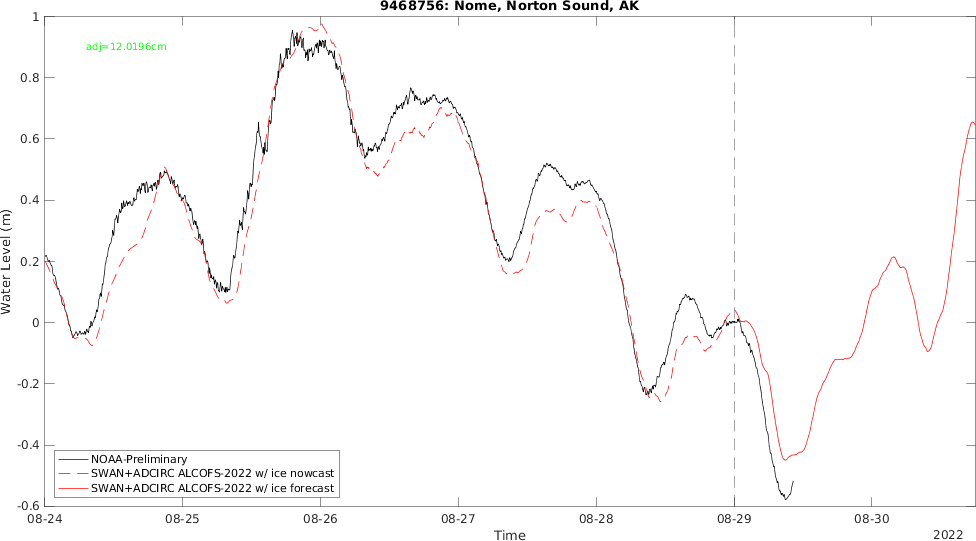 9468756: Nome, Norton Sound, AK
adj=12.0196cm
Water Level (m)
1
0.8
0.6
0.4
0.2
0
-0.2
-0.4
-0.6
NOAA-Preliminary
SWAN+ADCIRC ALCOFS-2022 w/ ice nowcast
SWAN+ADCIRC ALCOFS-2022 w/ ice forecast
08-24 08-25 08-26 08-27 08-28 08-29 08-30
Time
2022